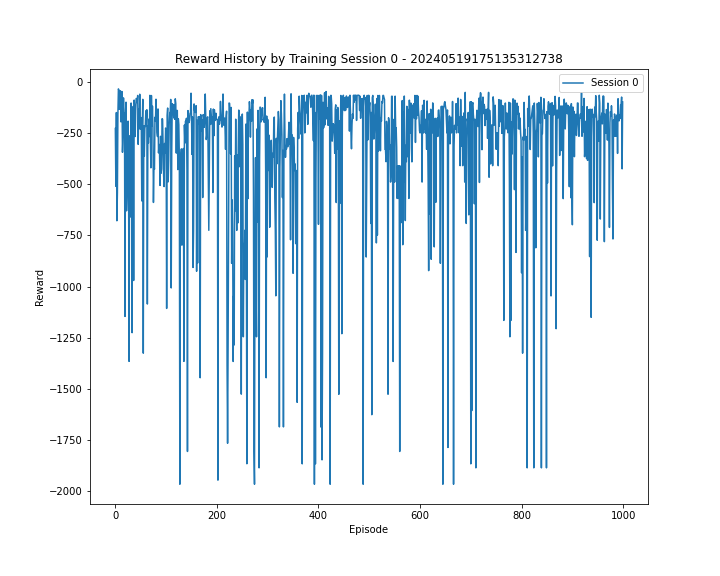 Reward History by Training Session 0 - 20240519175135312738
Session 0
0
−250
−500
−750
−1000
−1250
−1500
−1750
−2000
Reward
0 200 400 600 800 1000
Episode